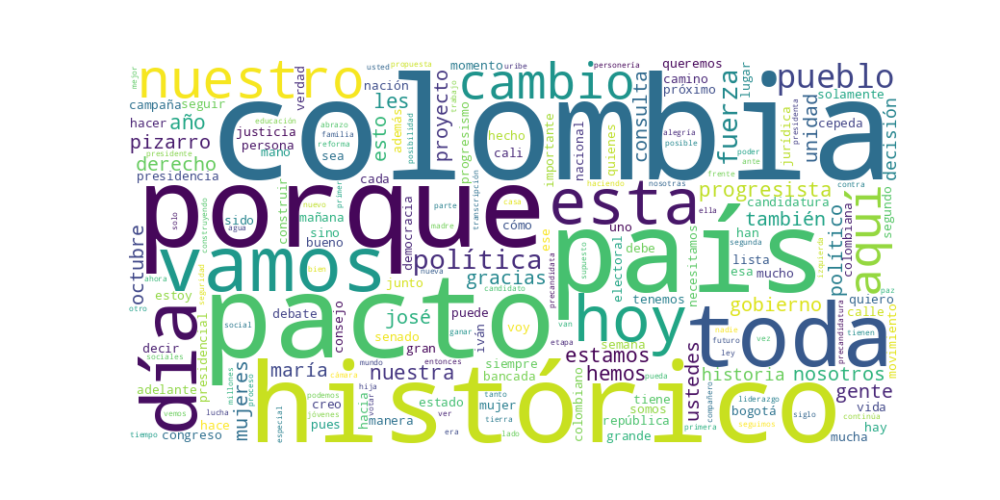 colombia
porque
país
pacto
histórico
toda
vamos
hoy
esta
día
nuestro
cambio
pueblo
fuerza
aquí
política
unidad
consulta
proyecto
progresista
gobierno
nosotros
ustedes
gente
historia
político
decisión
también
derecho
pizarro
año
les
esto
gracias
josé
maría
nuestra
mujeres
hemos
estamos
octubre
queremos
próximo
camino
momento
nación
verdad
campaña
seguir
hacer
justicia
persona
mano
sea
cali
hecho
además
progresismo
importante
nacional
quienes
lugar
solamente
cepeda
jurídica
presidencia
presidente
cada
construir
mañana
sido
sino
bueno
democracia
cómo
ese
uno
candidatura
han
segundo
colombiana
lista
esa
mucho
debe
electoral
necesitamos
tenemos
quiero
calle
movimiento
estoy
decir
presidencial
debate
consejo
junto
puede
senado
gran
iván
voy
semana
siempre
bancada
adelante
congreso
hace
creo
pues
estado
hacia
manera
mujer
tiene
somos
república
grande
colombiano
bogotá
vida
hay
mucha
mejor
usted
propuesta
uribe
personería
trabajo
educación
abrazo
familia
reforma
posibilidad
alegría
posible
presidenta
poder
ante
frente
contra
haciendo
nosotras
ella
primer
solo
construyendo
agua
nuevo
casa
parte
madre
transcripción
nueva
bien
segunda
izquierda
paz
tienen
ahora
otro
seguridad
supuesto
precandidata
precandidatura
candidato
ganar
van
etapa
nadie
futuro
ley
vez
social
sociales
millones
proceso
vemos
lucha
tiempo
especial
jóvenes
podemos
votar
mundo
hija
entonces
ver
era
tanto
tierra
lado
pueda
compañero
primera
liderazgo
seguimos
siglo
continúa